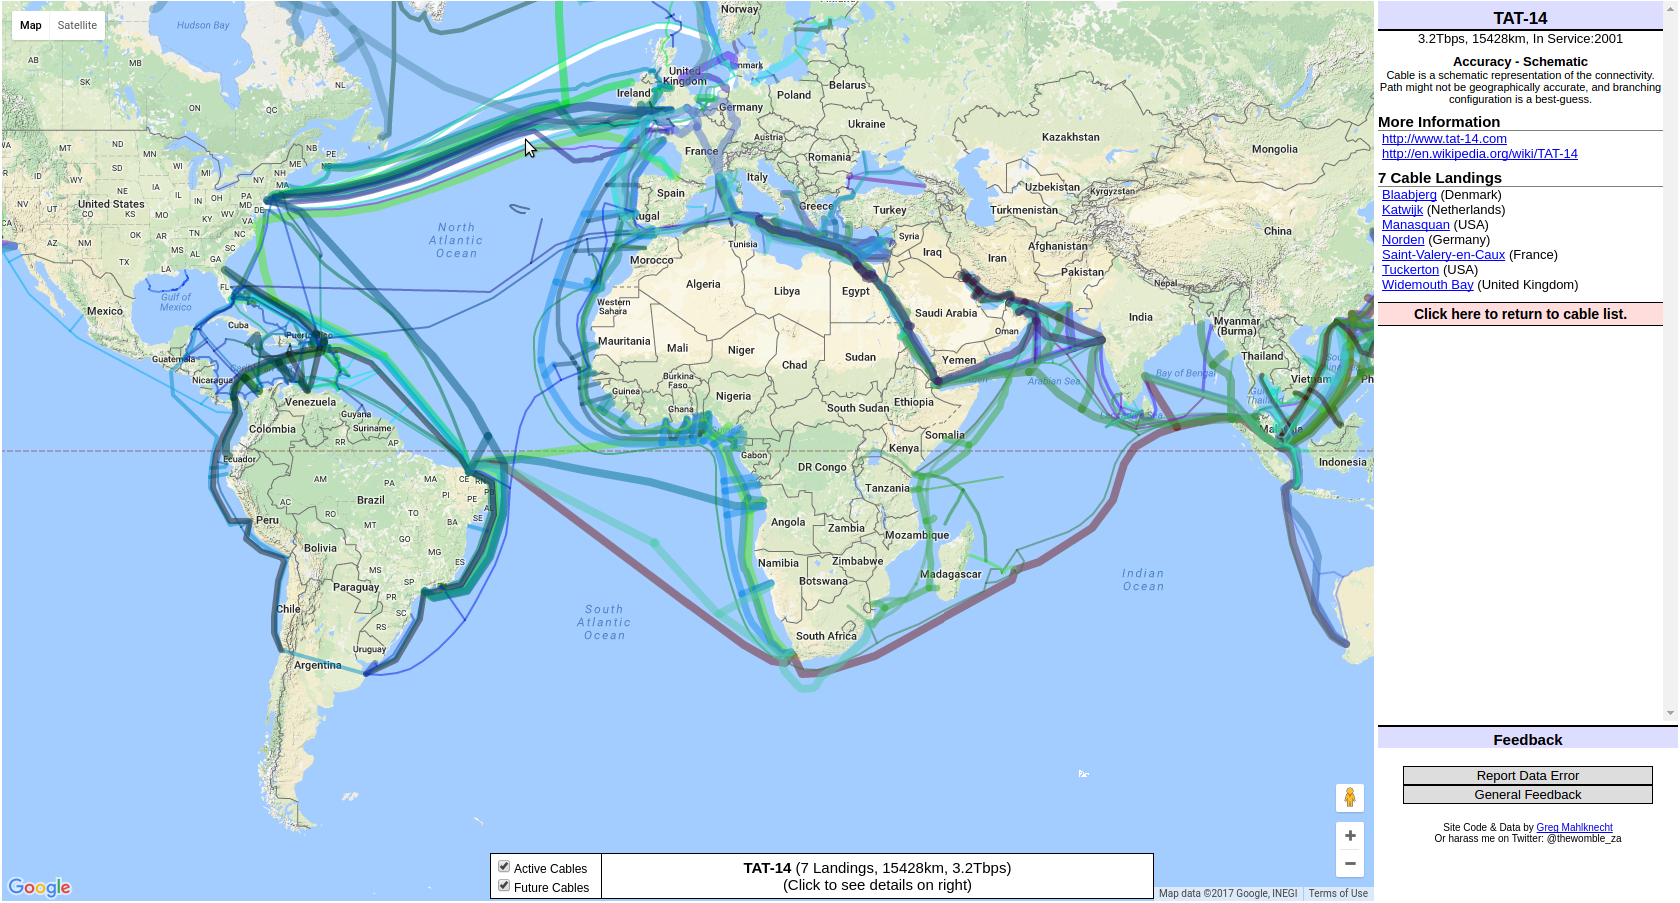 Map
Satellite
Hudson Bay
AB
SK
MB
ON
QC
NL
NB
PE
NS
WA
MT
ND
MN
SD
WI
MI
ID
WY
NE
IA
IL
IN
OH
PA
NY
ME
NH
MA
MD
DE
NV
UT
CO
KS
MO
KY
WV
VA
United States
AZ
NM
OK
AR
TN
NC
MS
AL
SC
TX
LA
GA
FL
Gulf of
Mexico
Mexico
Cuba
Puerto Rico
Guatemala
Caribbean Sea
Nicaragua
Venezuela
Guyana
Suriname
Colombia
RR
AP
Ecuador
AM
PA
MA
CE
RN
PB
PI
PE
AL
SE
AC
TO
BA
Brazil
MT
GO
Peru
MG
Bolivia
MS
ES
SP
Paraguay
PR
SC
RS
Chile
Uruguay
Argentina
North
Atlantic
Ocean
South
Atlantic
Ocean
Indian
Ocean
Norway
Finland
United
Kingdom
Ireland
nmark
Belarus
Poland
Germany
Ukraine
Austria
France
Romania
Italy
Spain
tugal
Greece
Turkey
Syria
Iraq
Iran
Kazakhstan
Mongolia
Uzbekistan
Kyrgyzstan
Turkmenistan
Afghanistan
Pakistan
China
Nepal
India
Myanmar
(Burma)
Thailand
Vietnam
Ph
Bay of Bengal
Gulf of
Thailand
Laccadive Sea
Arabian Sea
Malaysia
Indonesia
Tunisia
Morocco
Algeria
Libya
Egypt
Western
Sahara
Saudi Arabia
Oman
Yemen
Mauritania
Mali
Niger
Chad
Sudan
Burkina
Faso
Guinea
Ghana
Nigeria
South Sudan
Ethiopia
Somalia
Kenya
Gabon
DR Congo
Tanzania
Angola
Zambia
Mozambique
Namibia
Zimbabwe
Botswana
Madagascar
South Africa
Google
Active Cables
Future Cables
TAT-14 (7 Landings, 15428km, 3.2Tbps)
(Click to see details on right)
Map data ©2017 Google, INEGI
Terms of Use
TAT-14
3.2Tbps, 15428km, In Service:2001
Accuracy - Schematic
Cable is a schematic representation of the connectivity.
Path might not be geographically accurate, and branching
configuration is a best-guess.
More Information
http://www.tat-14.com
http://en.wikipedia.org/wiki/TAT-14
7 Cable Landings
Blaabjerg (Denmark)
Katwijk (Netherlands)
Manasquan (USA)
Norden (Germany)
Saint-Valery-en-Caux (France)
Tuckerton (USA)
Widemouth Bay (United Kingdom)
Click here to return to cable list.
Feedback
Report Data Error
General Feedback
Site Code & Data by Greg Mahlknecht
Or harass me on Twitter: @thewomble_za